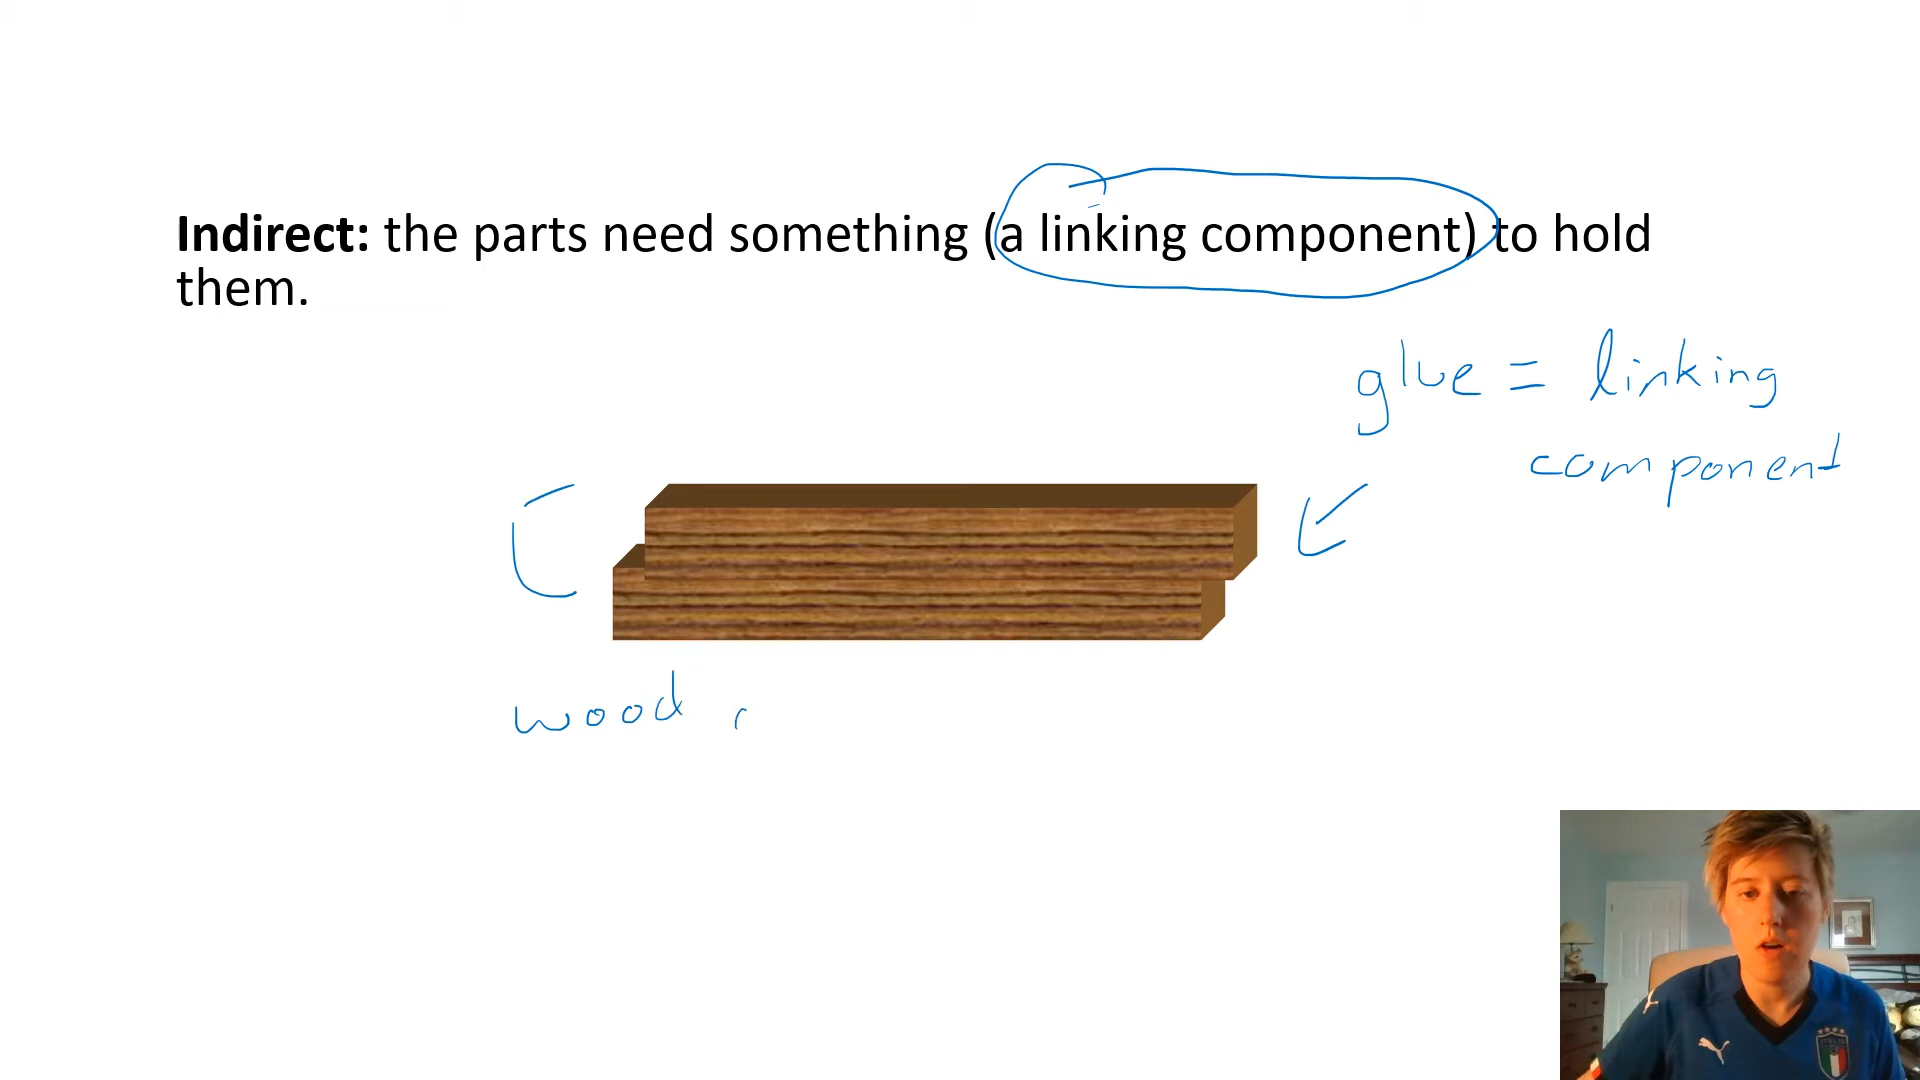 Indirect: the parts need something (a linking component) to hold
them.
glue = linking
component
wood